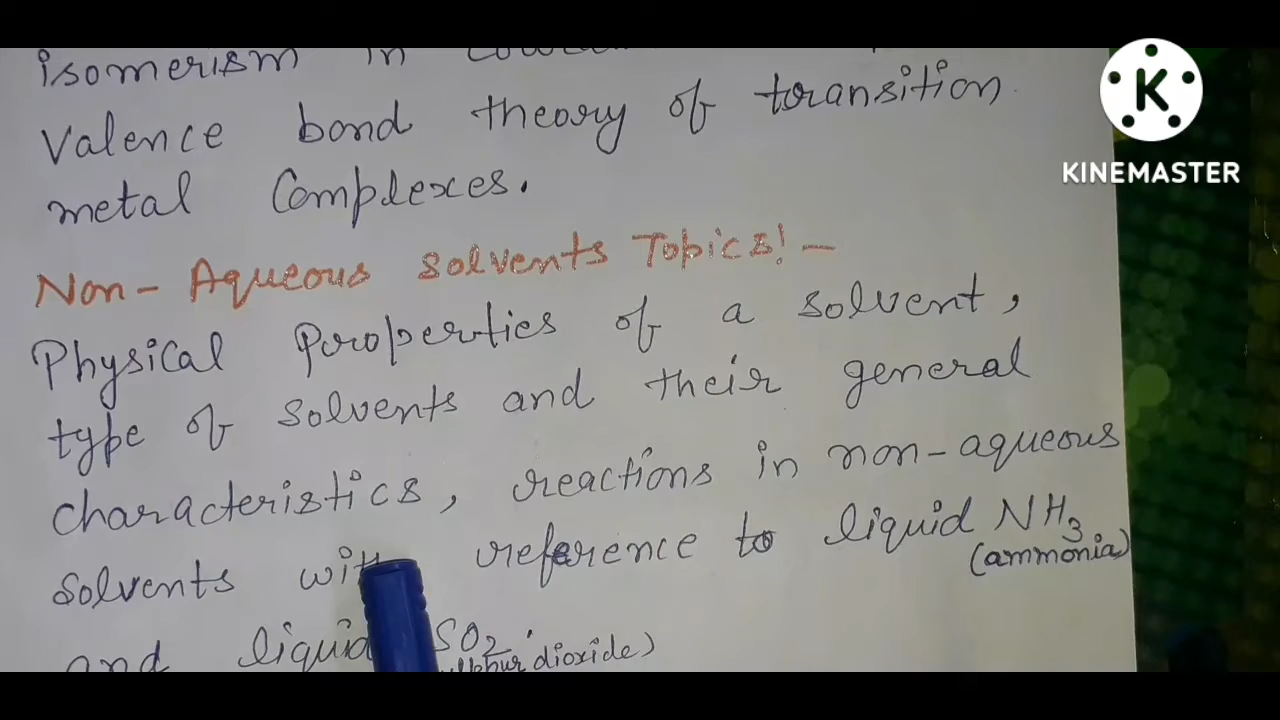 isomerism in
Valence bond theory of transition
metal Complexes.
Non-Aqueous Solvents Topics!-
Physical properties of a solvent,
type of solvents and their general
characteristics, reactions in non-aqueous
solvents with reference to liquid NH3
(ammonia)
and liquid SO2
dioxide)
K
KINEMASTER